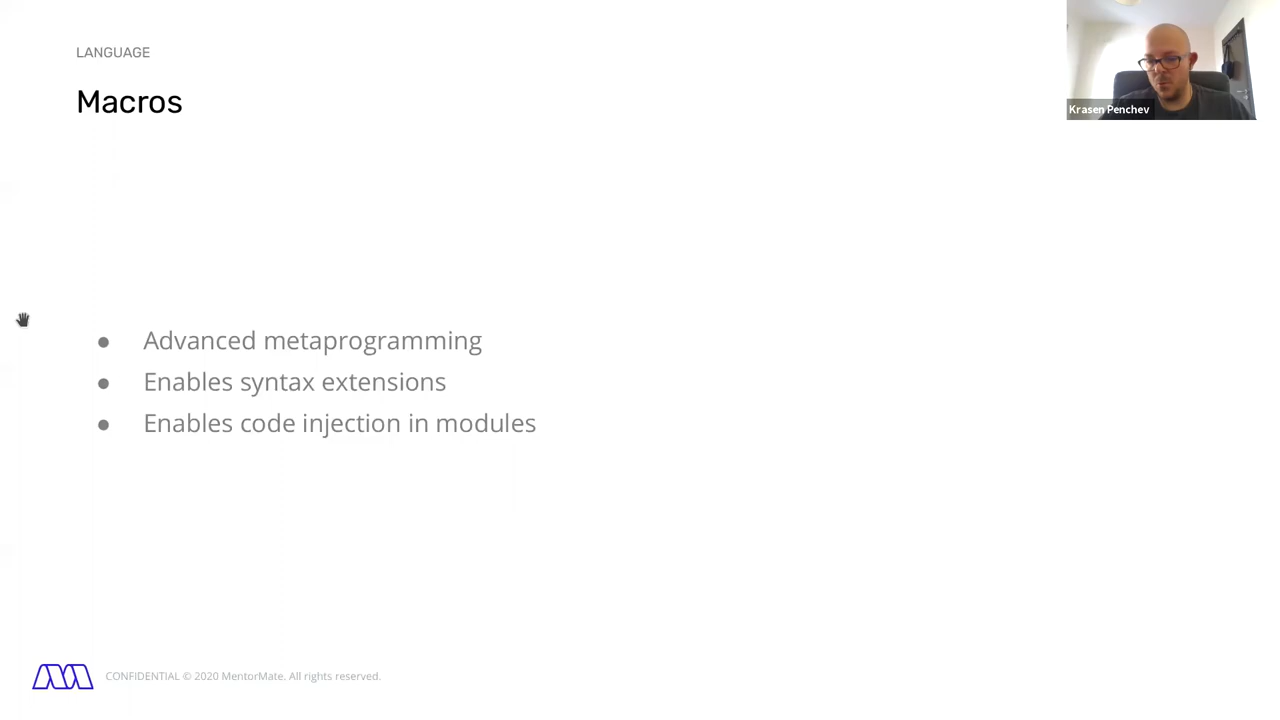 LANGUAGE
Macros
Krasen Penchev
● Advanced metaprogramming
● Enables syntax extensions
● Enables code injection in modules
CONFIDENTIAL © 2020 MentorMate. All rights reserved.